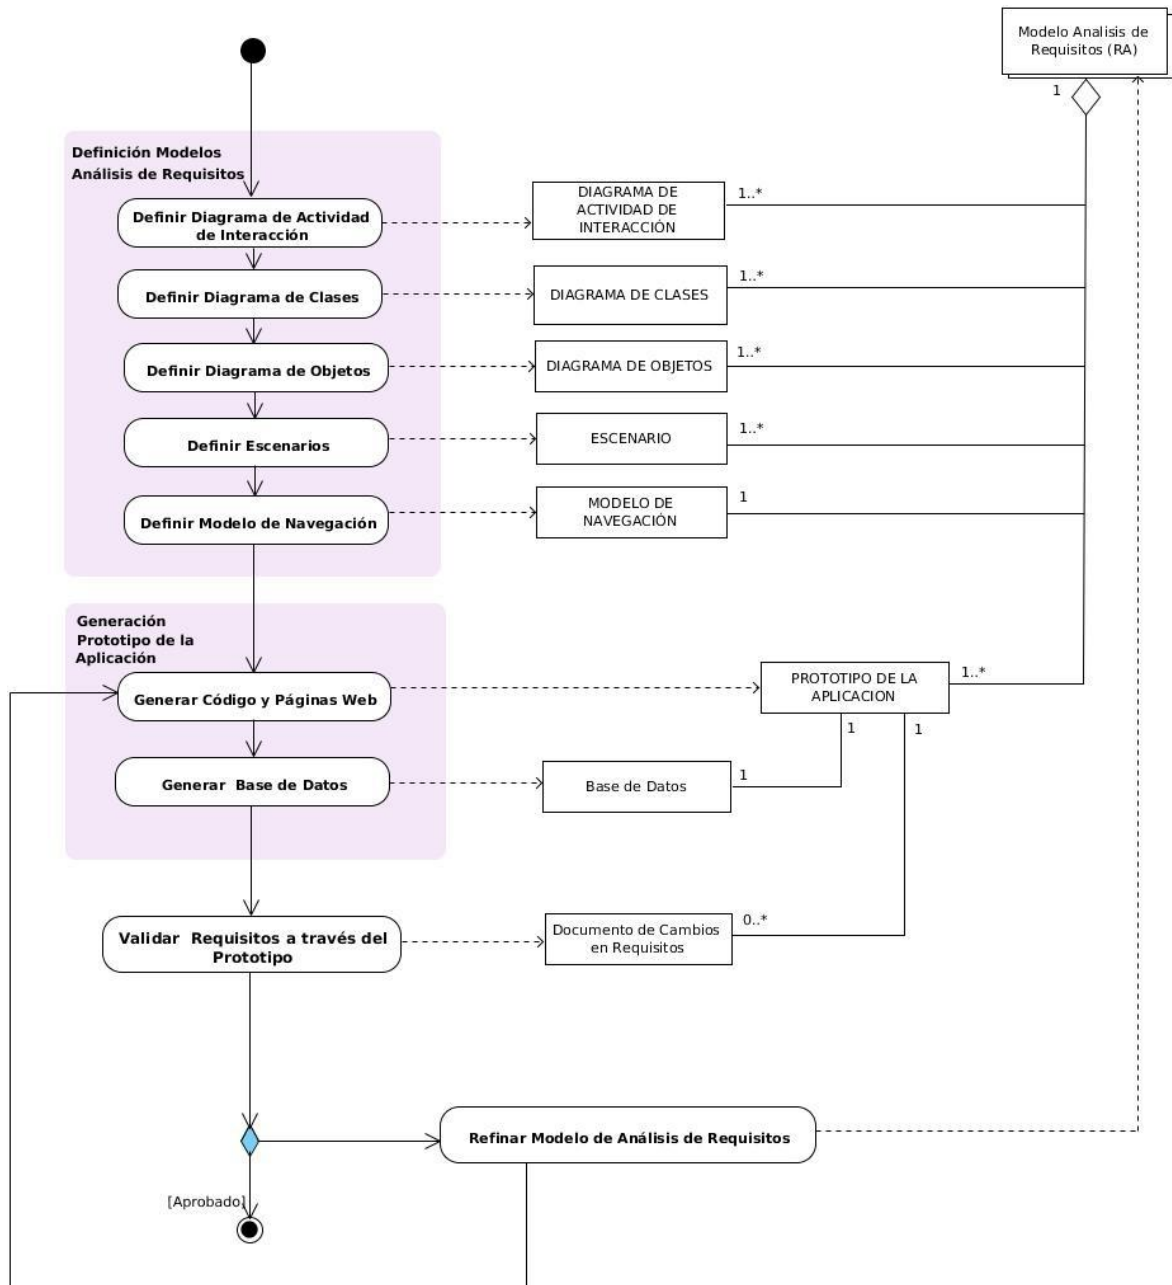 Modelo Analisis de
Requisitos (RA)
1
Definición Modelos
Análisis de Requisitos
Definir Diagrama de Actividad
de Interacción
DIAGRAMA DE
ACTIVIDAD DE
INTERACCIÓN
1..*
Definir Diagrama de Clases
DIAGRAMA DE CLASES
1..*
Definir Diagrama de Objetos
DIAGRAMA DE OBJETOS
1..*
Definir Escenarios
ESCENARIO
1..*
Definir Modelo de Navegación
MODELO DE
NAVEGACIÓN
1
Generación
Prototipo de la
Aplicación
Generar Código y Páginas Web
PROTOTIPO DE LA
APLICACION
1..*
1
1
Generar Base de Datos
Base de Datos
1
Validar Requisitos a través del
Prototipo
Documento de Cambios
en Requisitos
0..*
Refinar Modelo de Análisis de Requisitos
[Aprobado]